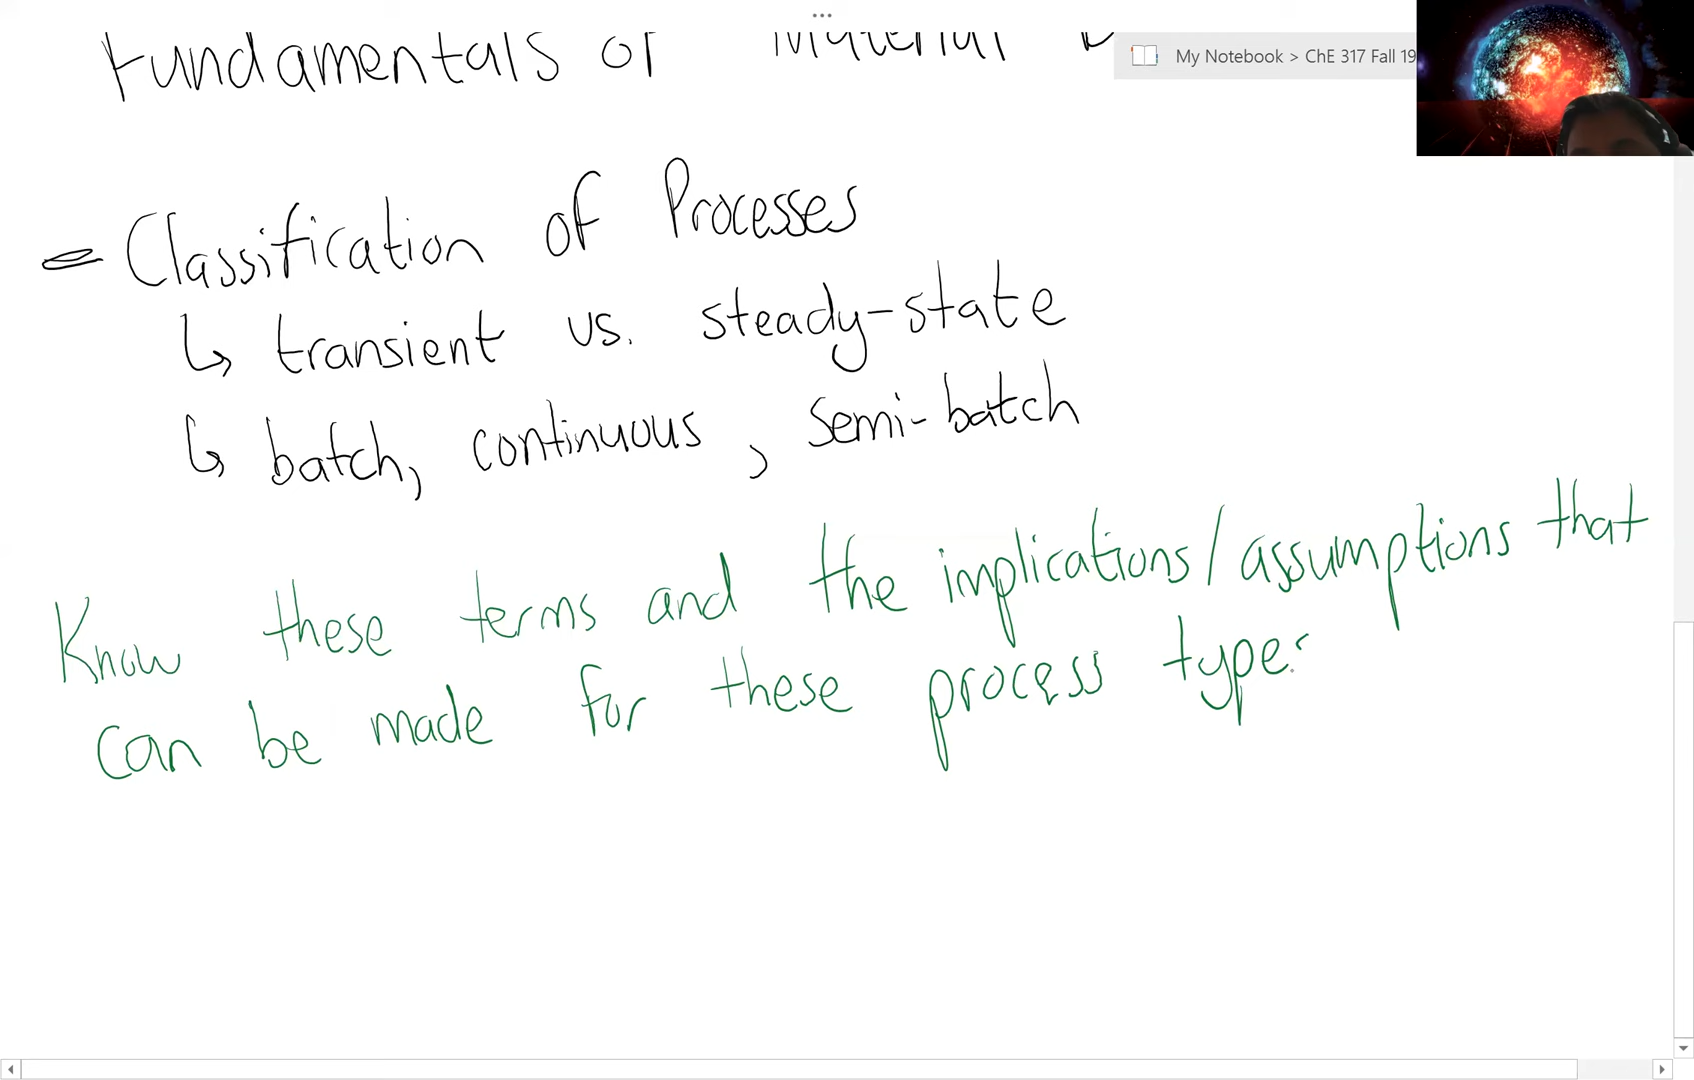 Fundamentals of Material B
My Notebook > ChE 317 Fall 19
- Classification of Processes
↳ transient vs. steady-state
↳ batch, continuous, semi-batch
Know these terms and the implications/assumptions that
can be made for these process types